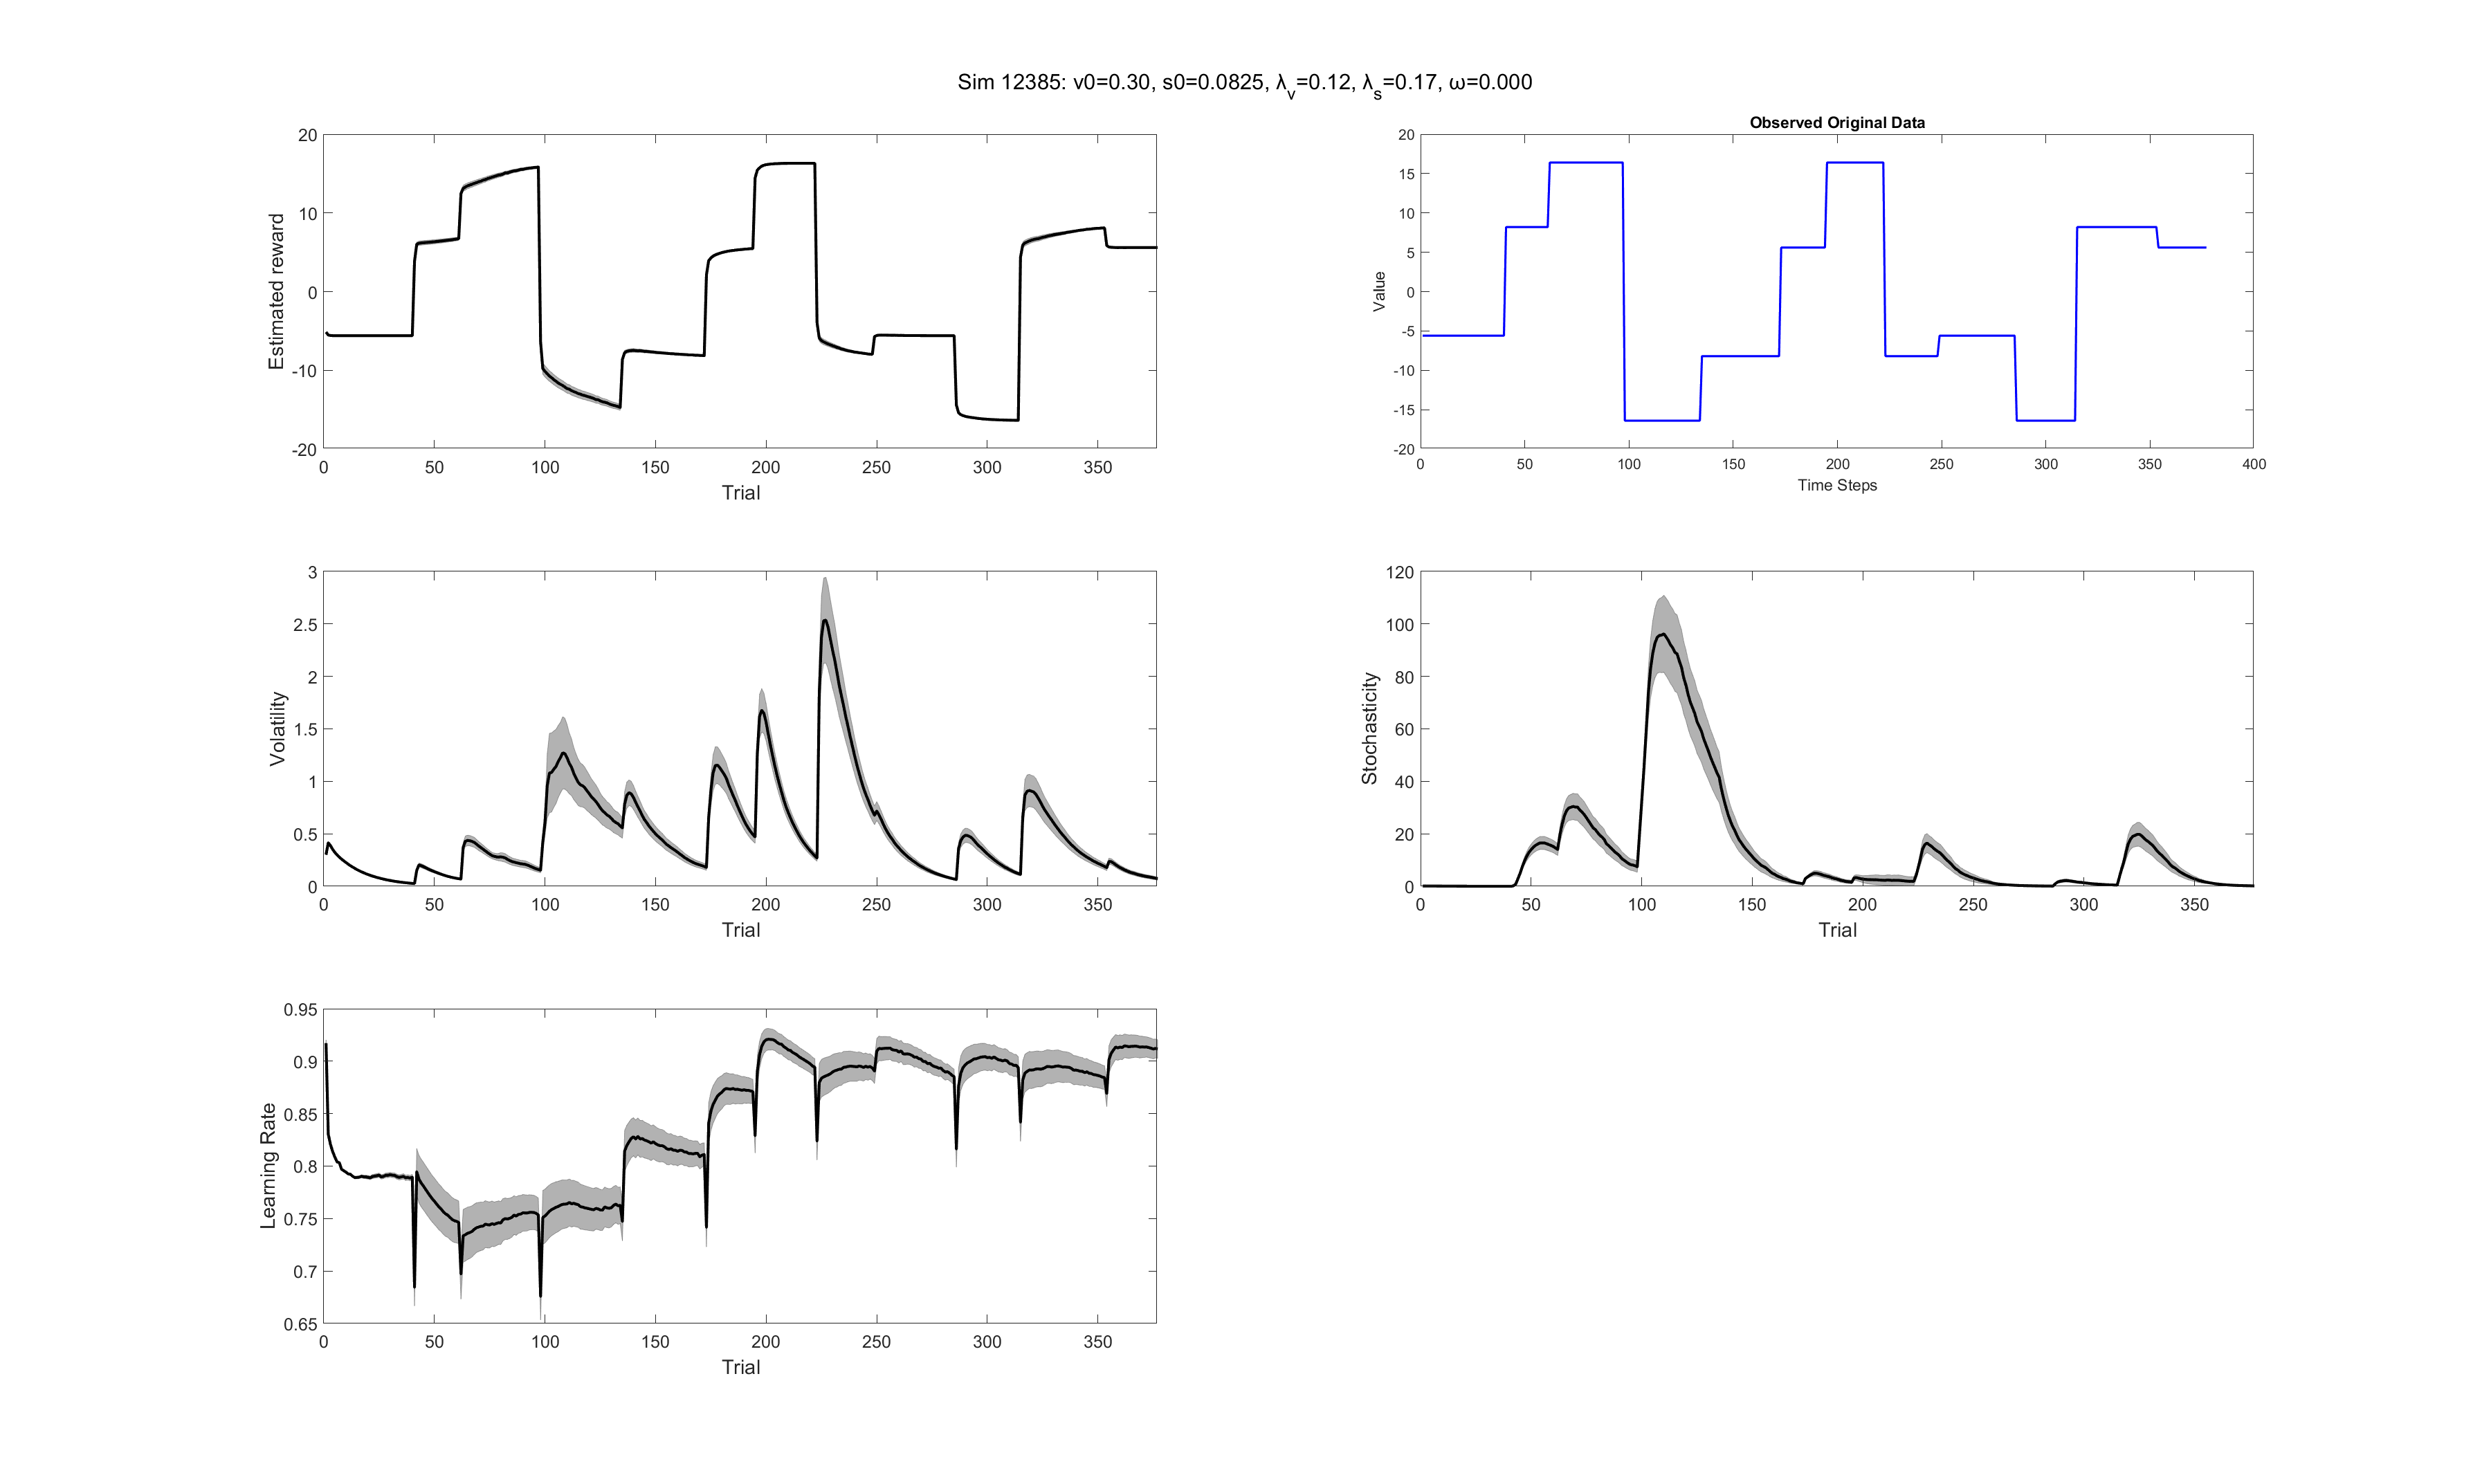 Sim 12385: v0=0.30, s0=0.0825, λv=0.12, λs=0.17, ω=0.000
20
10
0
-10
-20
Estimated reward
0 50 100 150 200 250 300 350
Trial
Observed Original Data
20
15
10
5
0
-5
-10
-15
-20
Value
0 50 100 150 200 250 300 350 400
Time Steps
3
2.5
2
1.5
1
0.5
0
Volatility
0 50 100 150 200 250 300 350
Trial
120
100
80
60
40
20
0
Stochasticity
0 50 100 150 200 250 300 350
Trial
0.95
0.9
0.85
0.8
0.75
0.7
0.65
Learning Rate
0 50 100 150 200 250 300 350
Trial